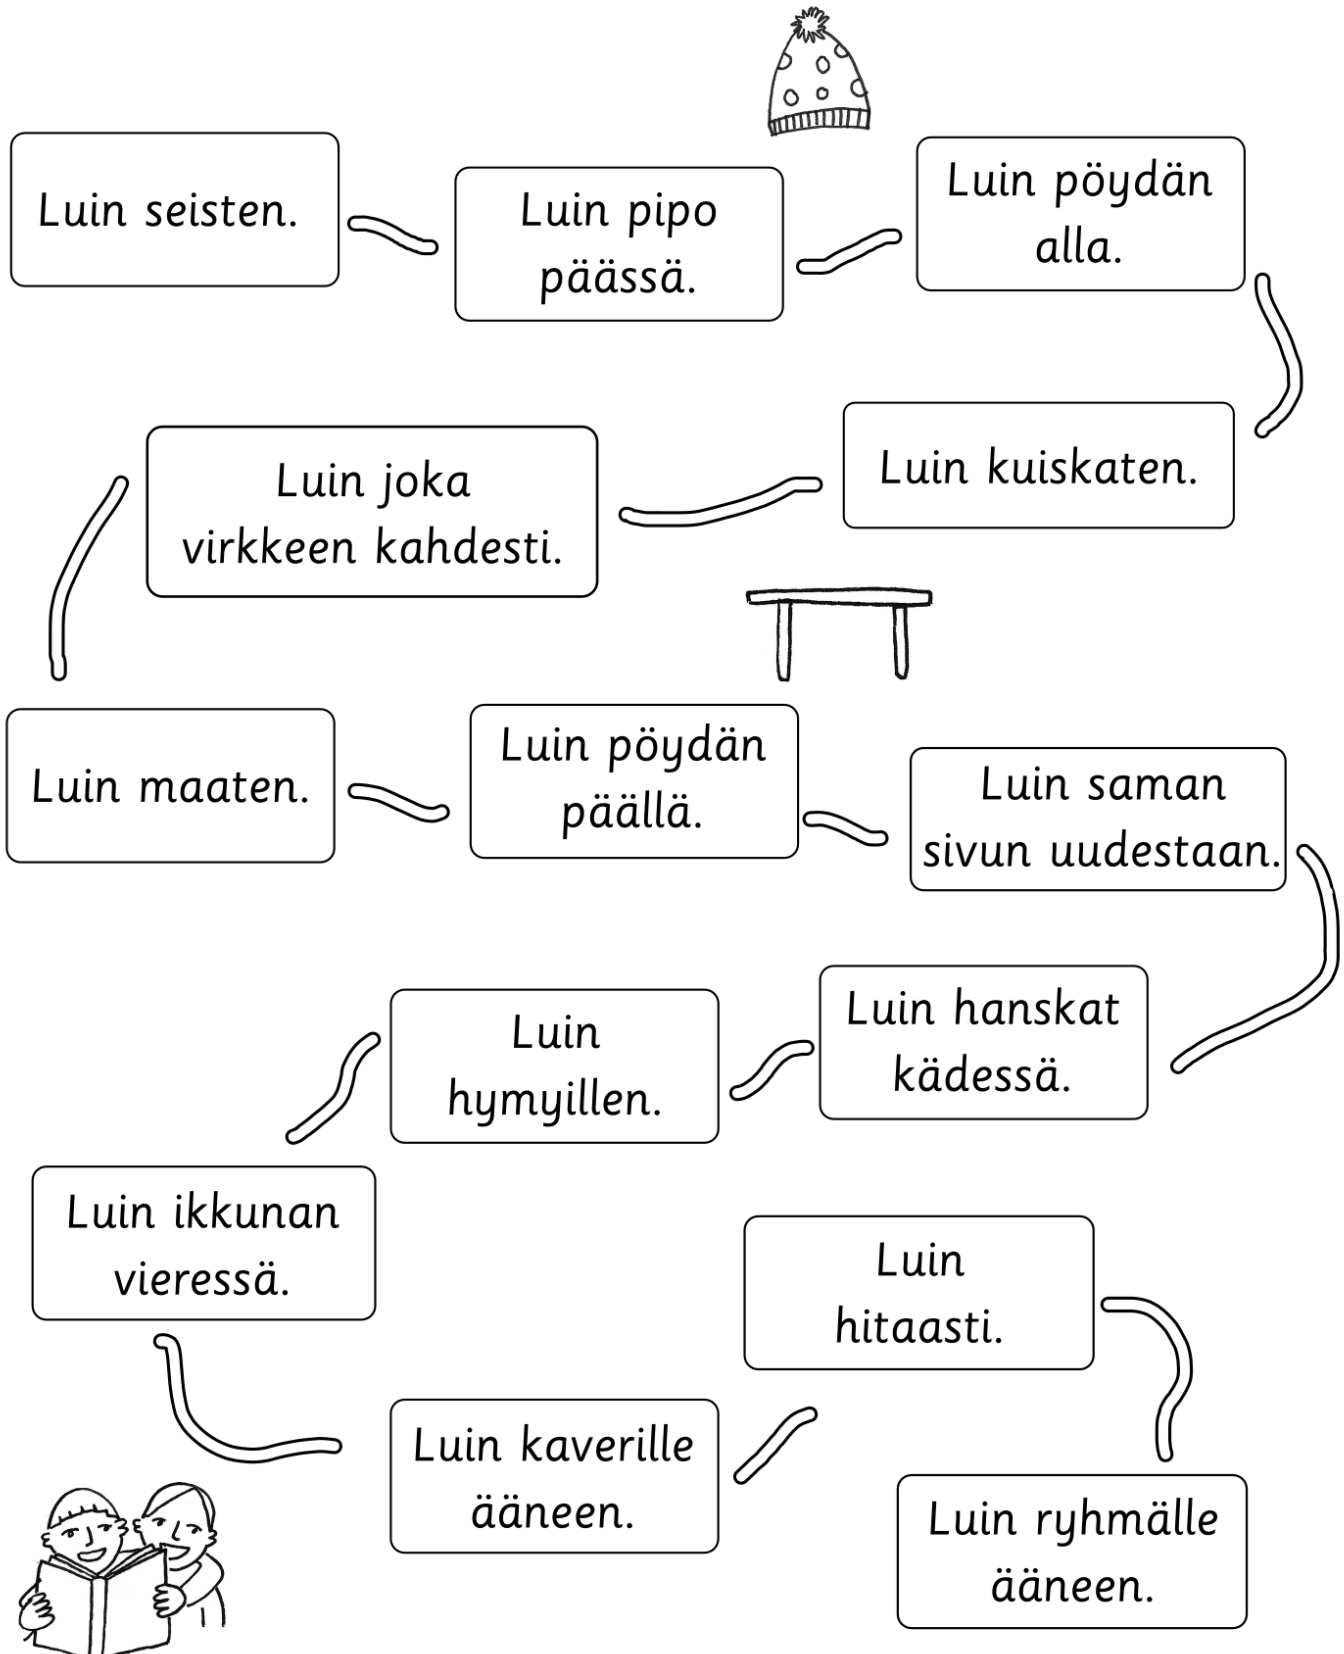 Luin seisten.
Luin pipo
päässä.
Luin pöydän
alla.
Luin kuiskaten.
Luin joka
virkkeen kahdesti.
Luin maaten.
Luin pöydän
päällä.
Luin saman
sivun uudestaan.
Luin hanskat
kädessä.
Luin
hymyillen.
Luin ikkunan
vieressä.
Luin kaverille
ääneen.
Luin
hitaasti.
Luin ryhmälle
ääneen.